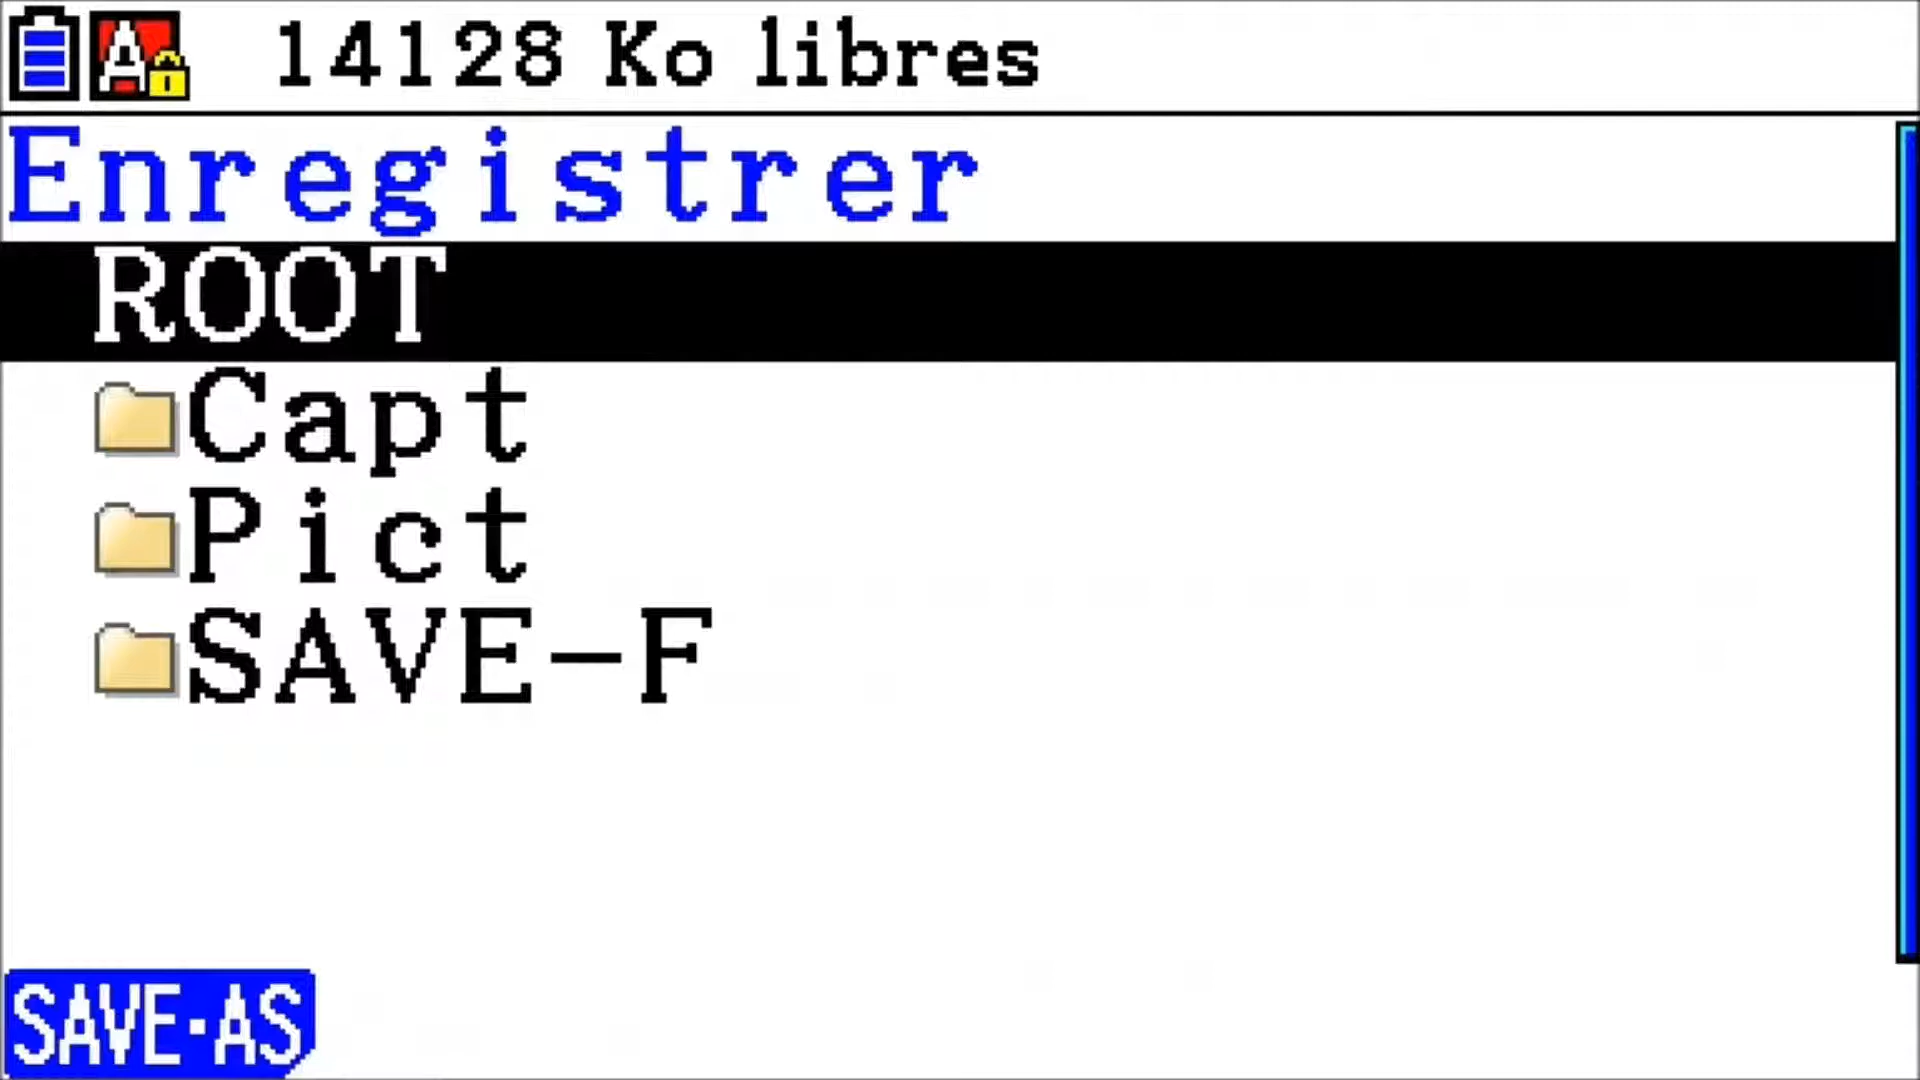 A 14128 Ko libres
Enregistrer
ROOT
Capt
Pict
SAVE-F
SAVE·AS